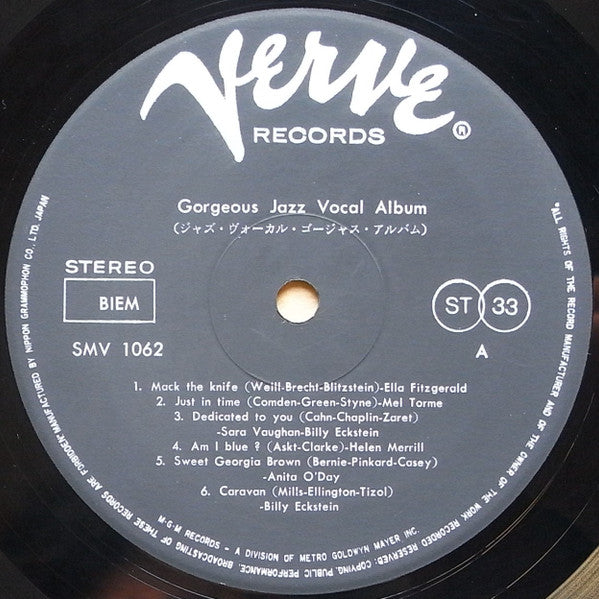 Verve
RECORDS ®
Gorgeous Jazz Vocal Album
(ジャズ・ヴォーカル・ゴージャス・アルバム)
STEREO
BIEM
SMV 1062
ST 33
A
1. Mack the knife (Weill-Brecht-Blitzstein)-Ella Fitzgerald
2. Just in time (Comden-Green-Styne)-Mel Torme
3. Dedicated to you (Cahn-Chaplin-Zaret)
-Sara Vaughan-Billy Eckstein
4. Am I blue ? (Askt-Clarke)-Helen Merrill
5. Sweet Georgia Brown (Bernie-Pinkard-Casey)
-Anita O'Day
6. Caravan (Mills-Ellington-Tizol)
-Billy Eckstein
M·G·M RECORDS – A DIVISION OF METRO GOLDWYN MAYER INC.
"ALL RIGHTS OF THE RECORD MANUFACTURER AND OF THE OWNER OF THE WORK RECORDED RESERVED: COPYING, PUBLIC PERFORMANCE, BROADCASTING OF THESE RECORDS ARE FORBIDDEN" MANUFACTURED BY NIPPON GRAMMOPHON CO., LTD. JAPAN